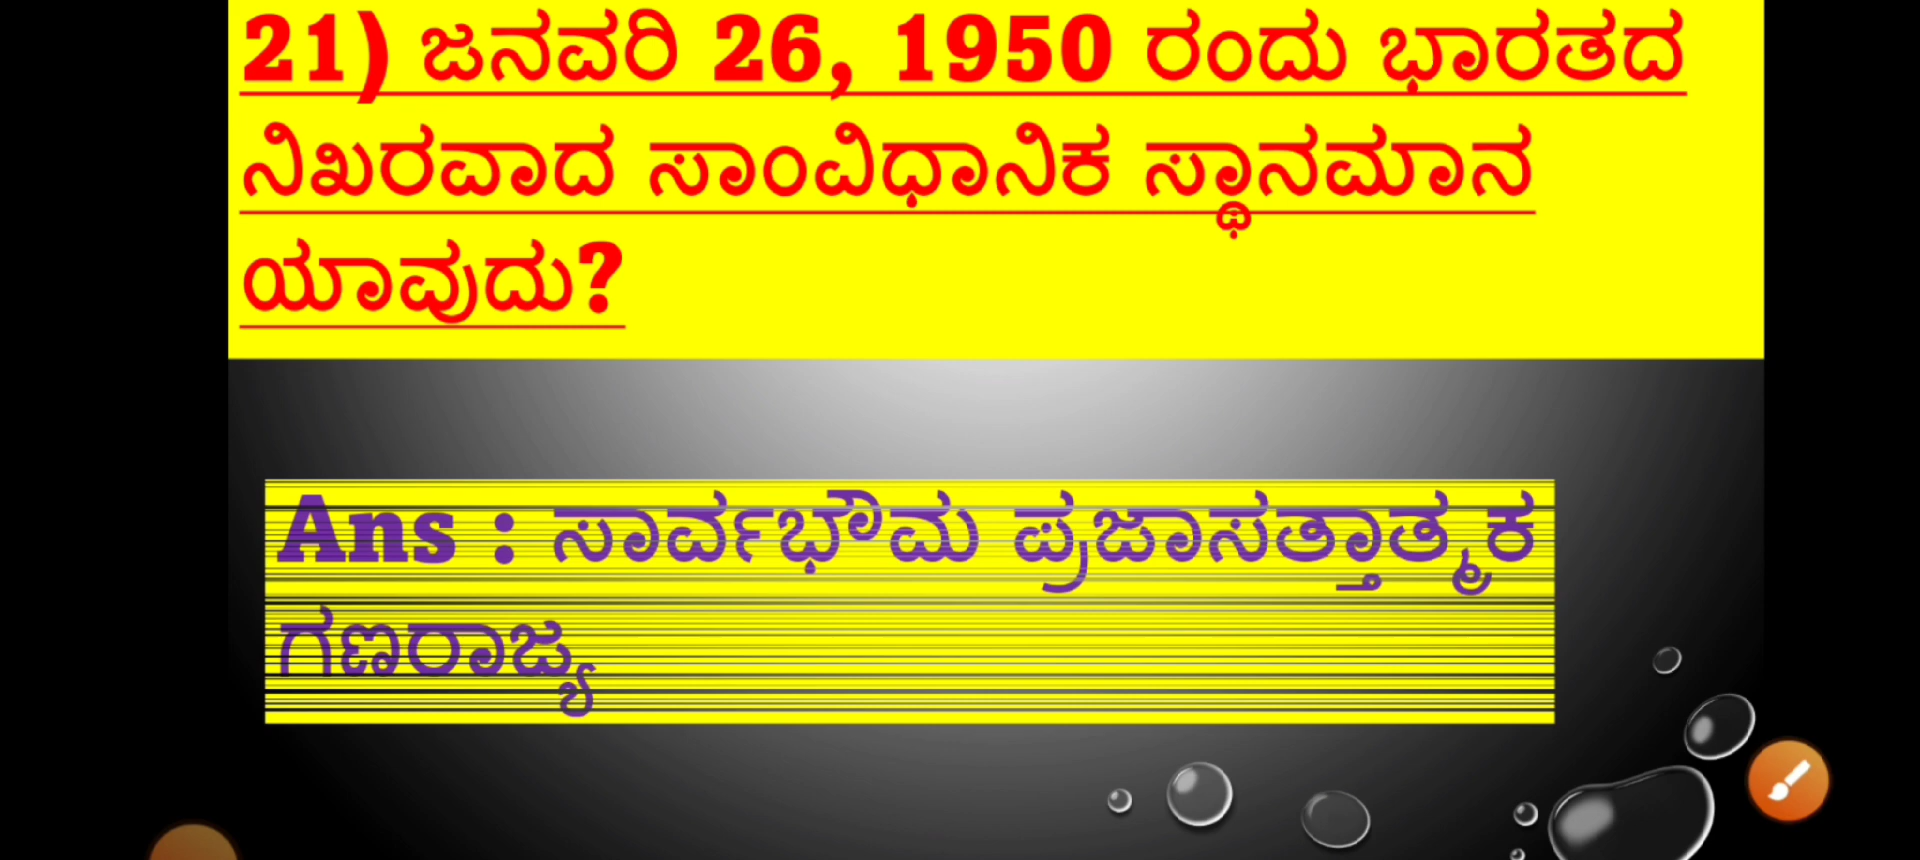 21) ಜನವರಿ 26, 1950 ರಂದು ಭಾರತದ
ನಿಖರವಾದ ಸಾಂವಿಧಾನಿಕ ಸ್ಥಾನಮಾನ
ಯಾವುದು?
Ans : ಸಾರ್ವಭೌಮ ಪ್ರಜಾಸತ್ತಾತ್ಮಕ
ಗಣರಾಜ್ಯ